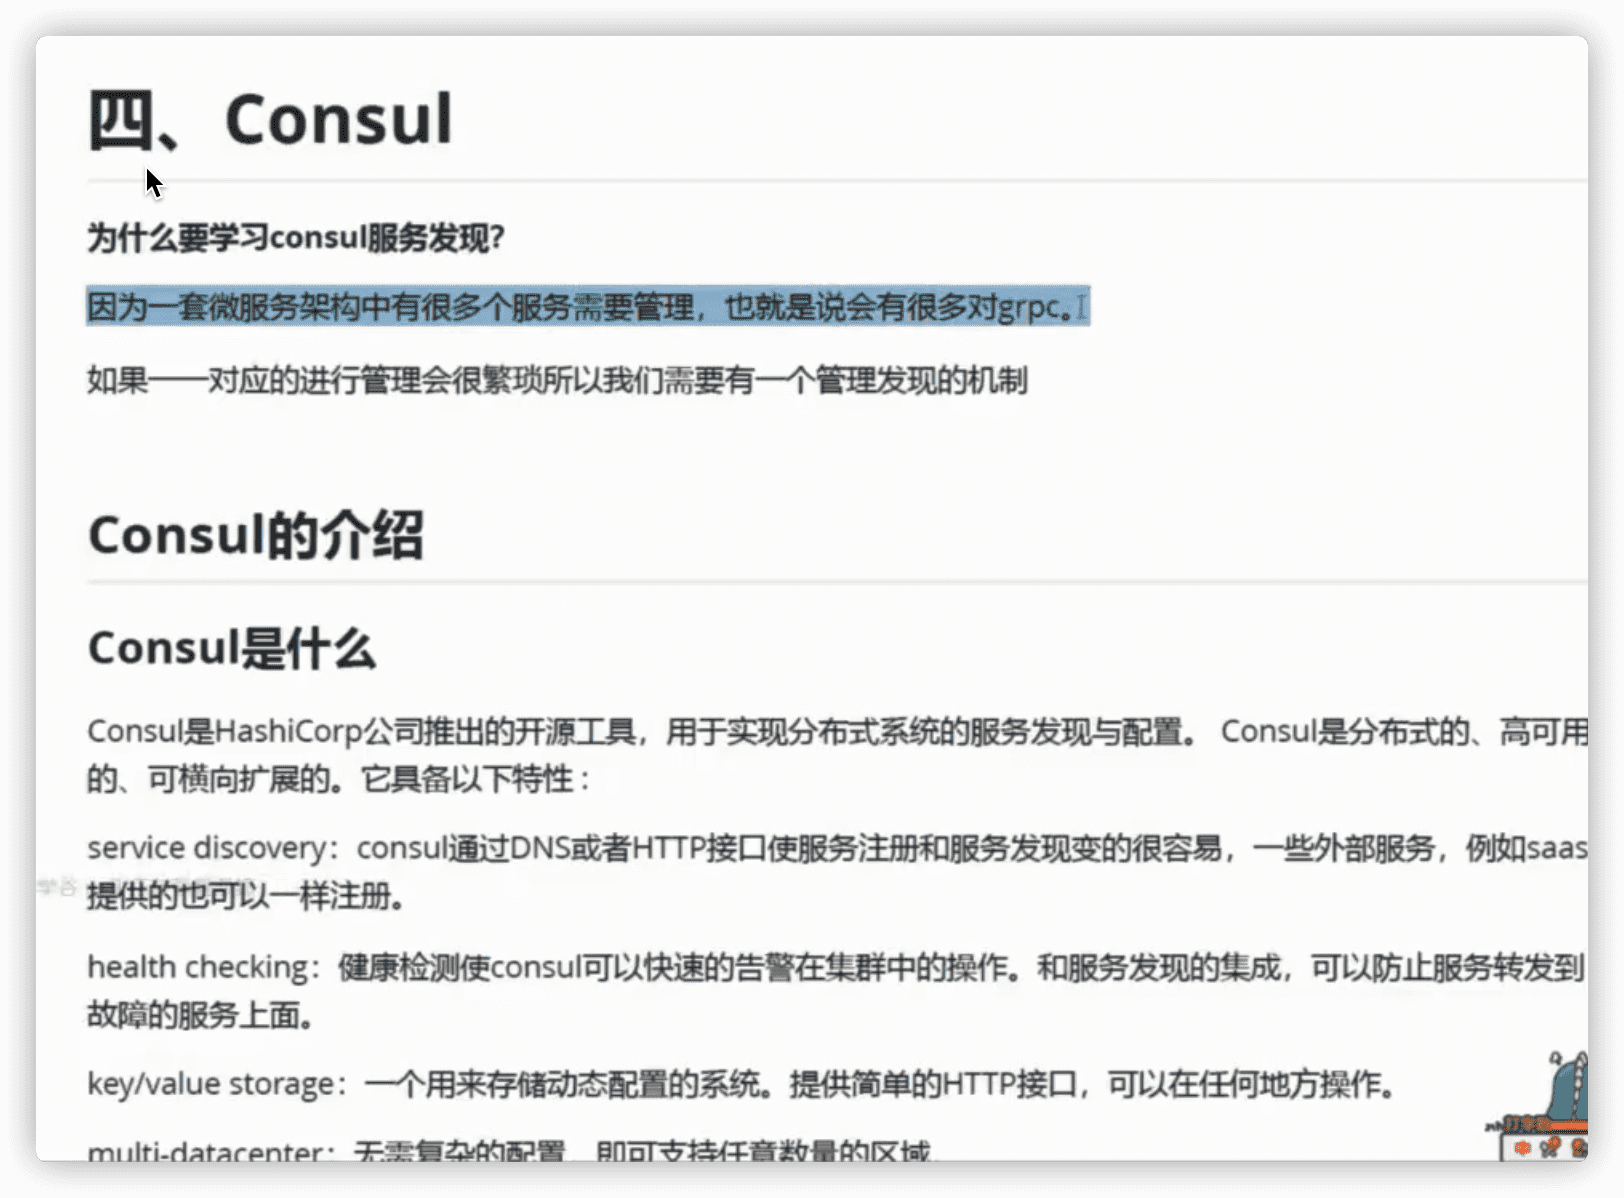 四、Consul
为什么要学习consul服务发现？
因为一套微服务架构中有很多个服务需要管理，也就是说会有很多对grpc。
如果一一对应的进行管理会很繁琐所以我们需要有一个管理发现的机制
Consul的介绍
Consul是什么
Consul是HashiCorp公司推出的开源工具，用于实现分布式系统的服务发现与配置。 Consul是分布式的、高可用
的、可横向扩展的。它具备以下特性：
service discovery：consul通过DNS或者HTTP接口使服务注册和服务发现变的很容易，一些外部服务，例如saas
提供的也可以一样注册。
health checking：健康检测使consul可以快速的告警在集群中的操作。和服务发现的集成，可以防止服务转发到
故障的服务上面。
key/value storage：一个用来存储动态配置的系统。提供简单的HTTP接口，可以在任何地方操作。
multi-datacenter：无需复杂的配置，即可支持任意数量的区域。